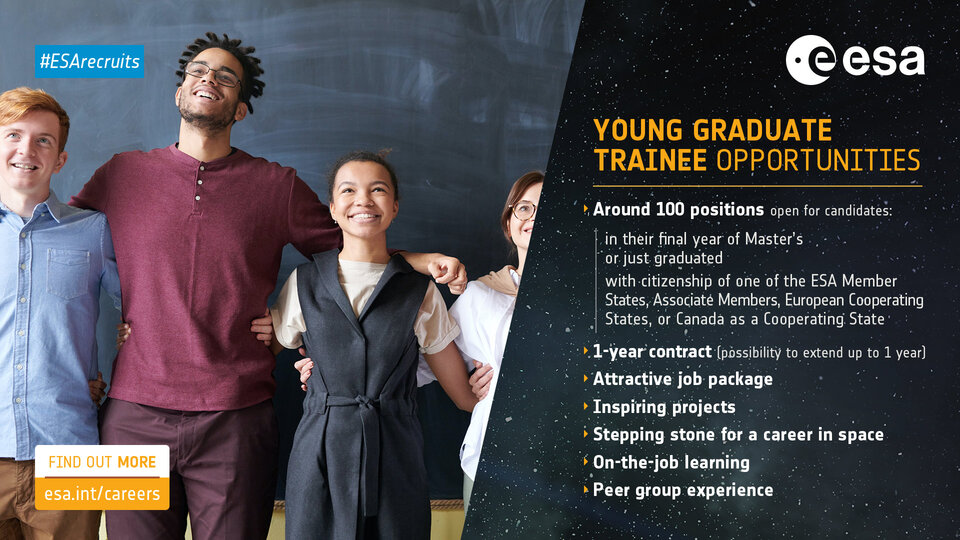 #ESArecruits
esa
YOUNG GRADUATE
TRAINEE OPPORTUNITIES
Around 100 positions open for candidates:
in their final year of Master's
or just graduated
with citizenship of one of the ESA Member
States, Associate Members, European Cooperating
States, or Canada as a Cooperating State
1-year contract (possibility to extend up to 1 year)
Attractive job package
Inspiring projects
Stepping stone for a career in space
On-the-job learning
Peer group experience
FIND OUT MORE
esa.int/careers